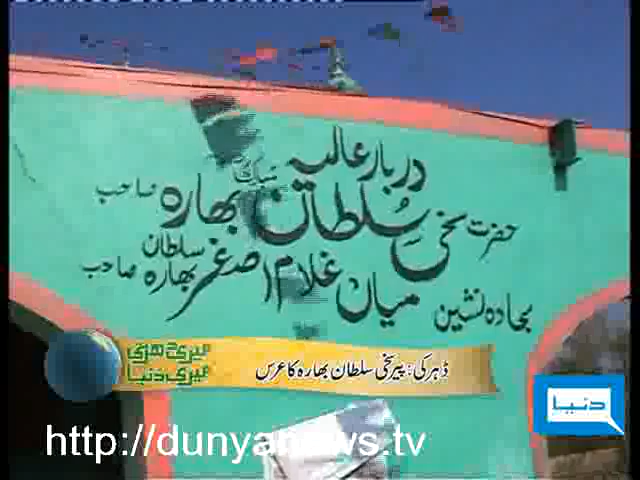 دربار عالیہ
حضرت سخی سلطان بھارہ صاحب
سجادہ نشین میاں غلام اصغر سلطان بھارہ صاحب
میری دھرتی
میری دنیا
ڈہرکی: پیر سخی سلطان بھارہ کا عرس
دنیا
http://dunyanews.tv